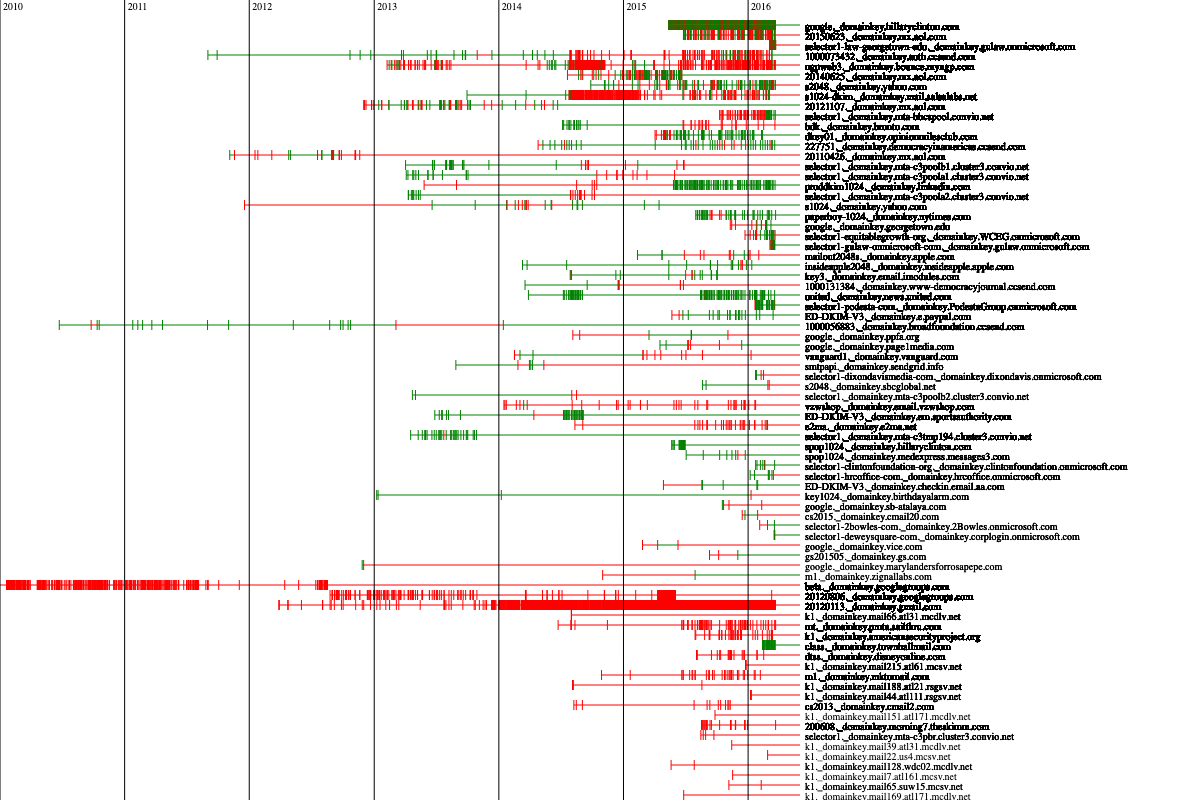 2010 2011 2012 2013 2014 2015 2016
google._domainkey.hillaryclinton.com
20150623._domainkey.mx.aol.com
selector1-law-georgetown-edu._domainkey.gulaw.onmicrosoft.com
1000073432._domainkey.auth.ccsend.com
ngpweb3._domainkey.bounce.myngp.com
20140625._domainkey.mx.aol.com
s2048._domainkey.yahoo.com
s1024-dkim._domainkey.mail.salsalabs.net
20121107._domainkey.mx.aol.com
selector1._domainkey.mta-bbcspool.convio.net
bdk._domainkey.bronto.com
dkey01._domainkey.opinionmilesclub.com
227751._domainkey.democracyinamericas.ccsend.com
20110426._domainkey.mx.aol.com
selector1._domainkey.mta-c3poolb1.cluster3.convio.net
selector1._domainkey.mta-c3poola1.cluster3.convio.net
proddkim1024._domainkey.linkedin.com
selector1._domainkey.mta-c3poola2.cluster3.convio.net
s1024._domainkey.yahoo.com
paperboy-1024._domainkey.nytimes.com
google._domainkey.georgetown.edu
selector1-equitablegrowth-org._domainkey.WCEG.onmicrosoft.com
selector1-gulaw-onmicrosoft-com._domainkey.gulaw.onmicrosoft.com
mailout2048s._domainkey.apple.com
insideapple2048._domainkey.insideapple.apple.com
key3._domainkey.email.imodules.com
1000131384._domainkey.www-democracyjournal.ccsend.com
united._domainkey.news.united.com
selector1-podesta-com._domainkey.PodestaGroup.onmicrosoft.com
ED-DKIM-V3._domainkey.e.paypal.com
1000056883._domainkey.broadfoundation.ccsend.com
google._domainkey.ppfa.org
google._domainkey.page1media.com
vanguard1._domainkey.vanguard.com
smtpapi._domainkey.sendgrid.info
selector1-dixondavismedia-com._domainkey.dixondavis.onmicrosoft.com
s2048._domainkey.sbcglobal.net
selector1._domainkey.mta-c3poolb2.cluster3.convio.net
vzwshop._domainkey.email.vzwshop.com
ED-DKIM-V3._domainkey.em.sportsauthority.com
e2ma._domainkey.e2ma.net
selector1._domainkey.mta-c3tmp194.cluster3.convio.net
spop1024._domainkey.hillaryclinton.com
spop1024._domainkey.medexpress.messages3.com
selector1-clintonfoundation-org._domainkey.clintonfoundation.onmicrosoft.com
selector1-hrcoffice-com._domainkey.hrcoffice.onmicrosoft.com
ED-DKIM-V3._domainkey.checkin.email.aa.com
key1024._domainkey.birthdayalarm.com
google._domainkey.sb-atalaya.com
cs2015._domainkey.cmail20.com
selector1-2bowles-com._domainkey.2Bowles.onmicrosoft.com
selector1-deweysquare-com._domainkey.corplogin.onmicrosoft.com
google._domainkey.vice.com
gs201505._domainkey.gs.com
google._domainkey.marylandersforrosapepe.com
m1._domainkey.zignallabs.com
beta._domainkey.googlegroups.com
20120806._domainkey.googlegroups.com
20120113._domainkey.gmail.com
k1._domainkey.mail66.atl31.mcdlv.net
mt._domainkey.mta.sailthru.com
k1._domainkey.americansecurityproject.org
class._domainkey.townhallmail.com
dtss._domainkey.disneyonline.com
k1._domainkey.mail215.atl61.mcsv.net
m1._domainkey.mktomail.com
k1._domainkey.mail188.atl21.rsgsv.net
k1._domainkey.mail44.atl111.rsgsv.net
cs2013._domainkey.cmail2.com
k1._domainkey.mail151.atl171.mcdlv.net
200608._domainkey.morning7.theskimm.com
selector1._domainkey.mta-c3pbr.cluster3.convio.net
k1._domainkey.mail39.atl31.mcdlv.net
k1._domainkey.mail22.us4.mcsv.net
k1._domainkey.mail128.wdc02.mcdlv.net
k1._domainkey.mail7.atl161.mcsv.net
k1._domainkey.mail65.suw15.mcsv.net
k1._domainkey.mail169.atl171.mcdlv.net